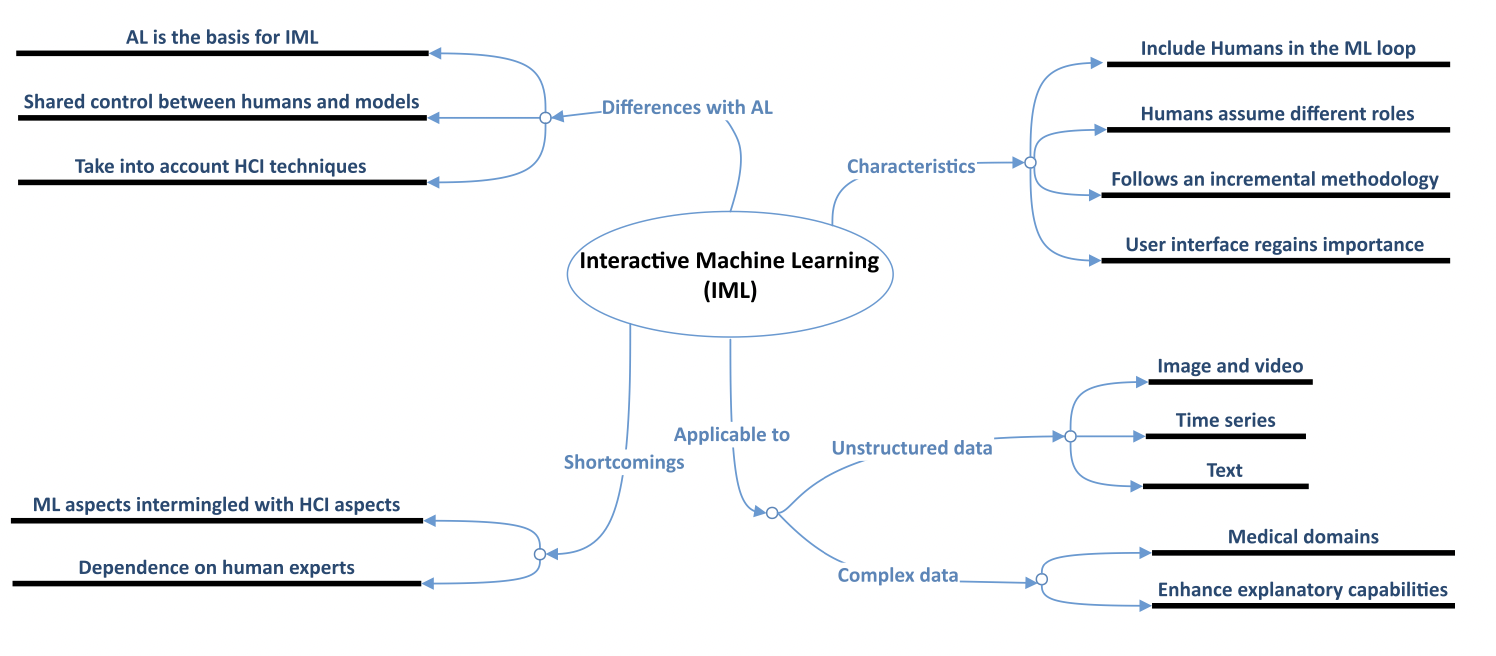 AL is the basis for IML
Shared control between humans and models
Take into account HCI techniques
Differences with AL
Characteristics
Include Humans in the ML loop
Humans assume different roles
Follows an incremental methodology
User interface regains importance
Interactive Machine Learning
(IML)
Shortcomings
ML aspects intermingled with HCI aspects
Dependence on human experts
Applicable to
Unstructured data
Image and video
Time series
Text
Complex data
Medical domains
Enhance explanatory capabilities